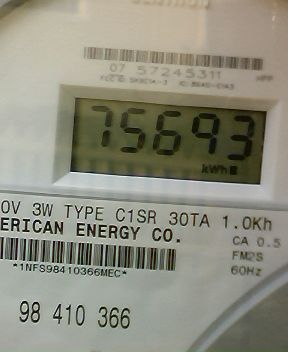 07 57245311
75693
kWh
0V 3W TYPE C1SR 30TA 1.0Kh
ERICAN ENERGY CO.
CA 0.5
FM2S
60Hz
*1NFS98410366MEC*
98 410 366